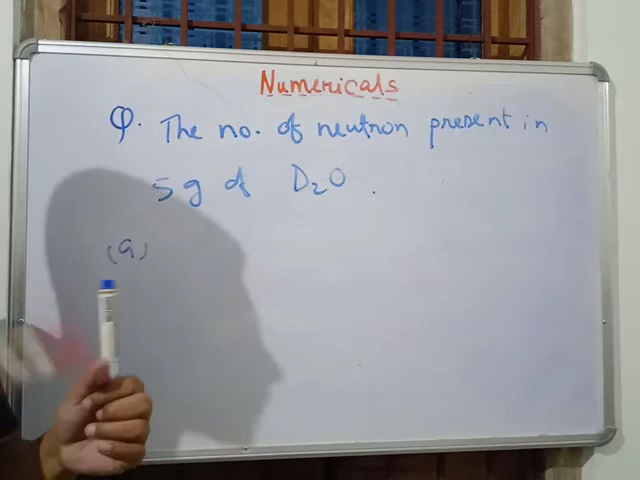 Numericals
Q. The no. of neutron present in
5g of D₂O.
(a)